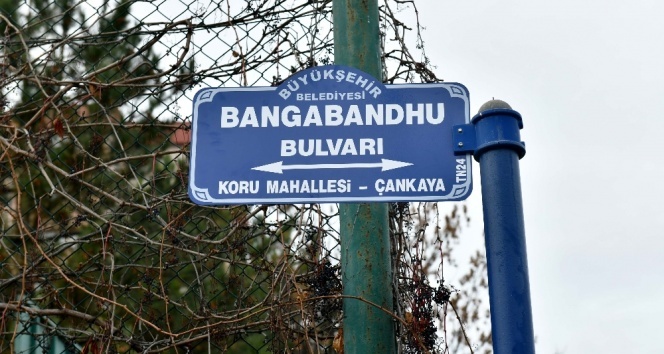 BÜYÜKŞEHİR
BELEDİYESİ
BANGABANDHU
BULVARI
KORU MAHALLESİ - ÇANKAYA
TN24